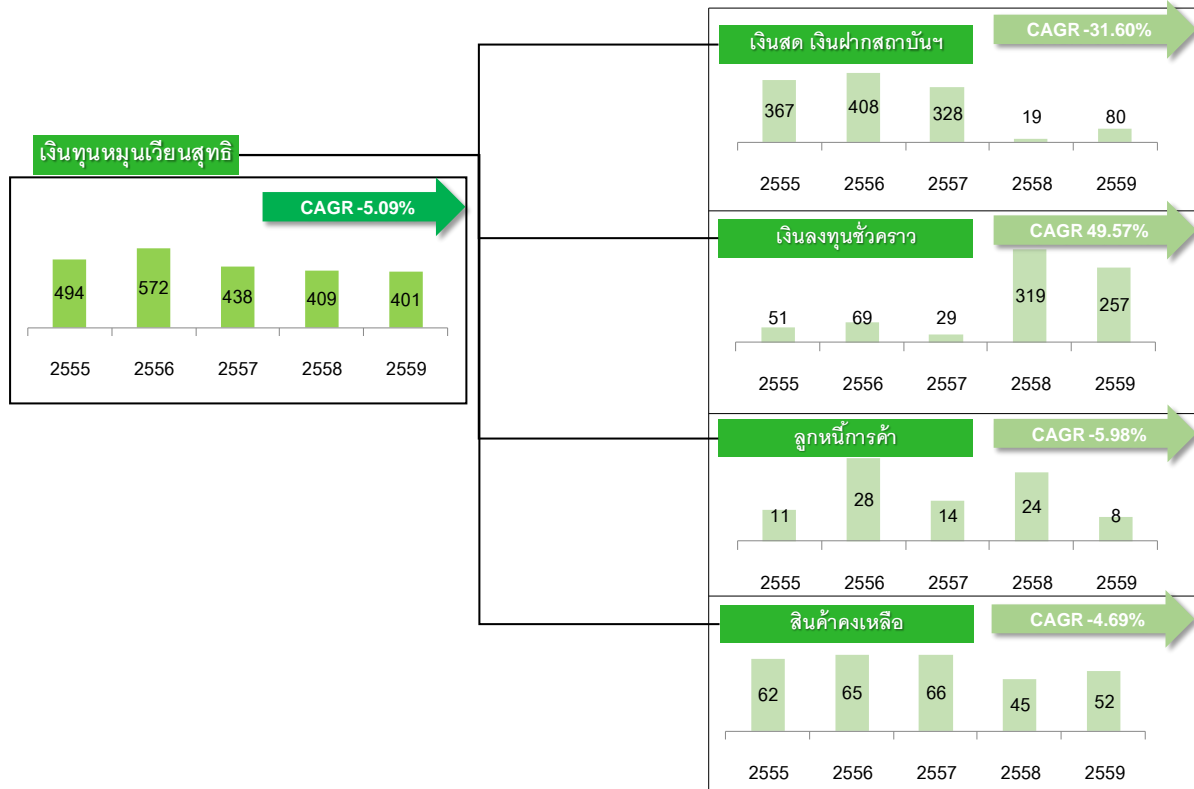 เงินทุนหมุนเวียนสุทธิ
CAGR -5.09%
494 572 438 409 401
2555 2556 2557 2558 2559
เงินสด เงินฝากสถาบันฯ
CAGR -31.60%
367 408 328 19 80
2555 2556 2557 2558 2559
เงินลงทุนชั่วคราว
CAGR 49.57%
51 69 29 319 257
2555 2556 2557 2558 2559
ลูกหนี้การค้า
CAGR -5.98%
11 28 14 24 8
2555 2556 2557 2558 2559
สินค้าคงเหลือ
CAGR -4.69%
62 65 66 45 52
2555 2556 2557 2558 2559